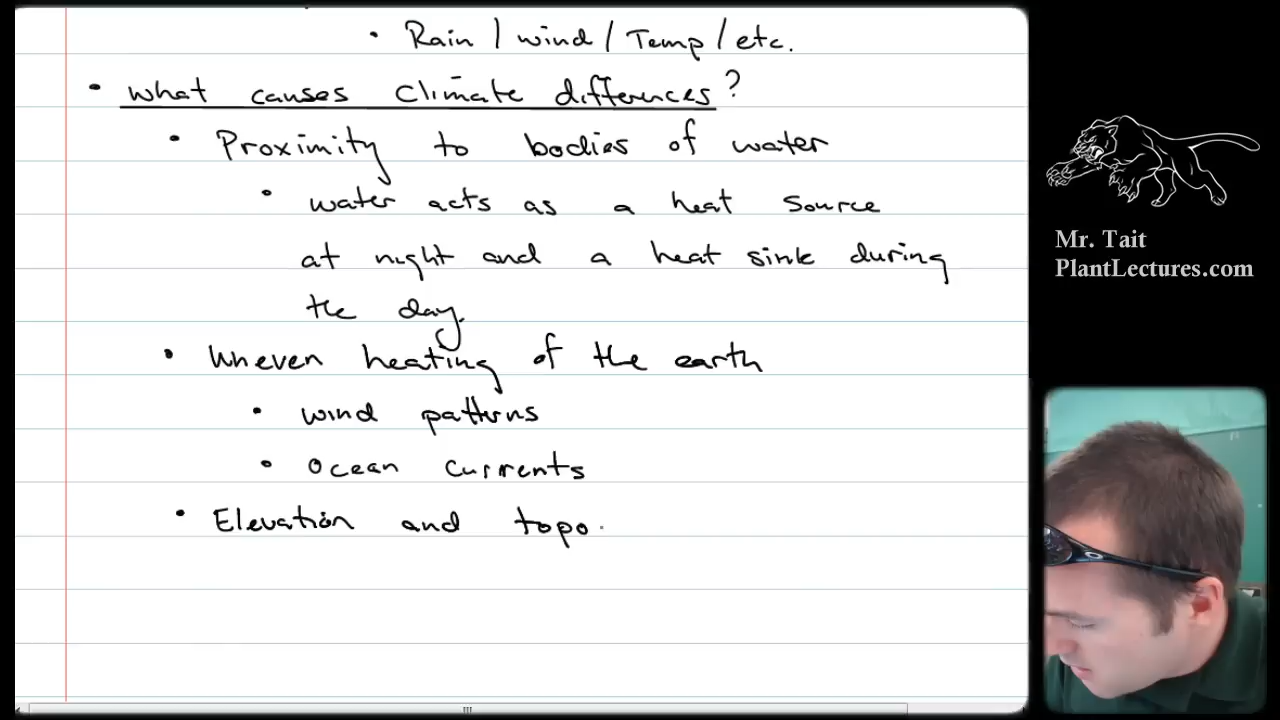 • Rain / wind / Temp / etc.
• what causes Climate differences?
• Proximity to bodies of water
• water acts as a heat source
at night and a heat sink during
the day.
• Uneven heating of the earth
• wind patterns
• Ocean Currents
• Elevation and topo
Mr. Tait
PlantLectures.com